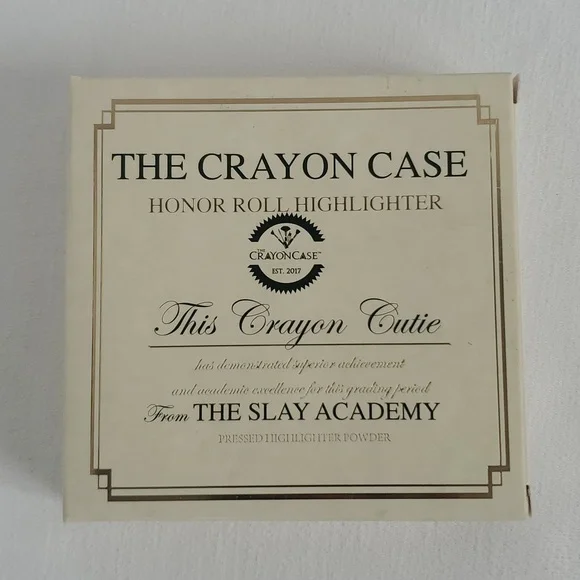 THE CRAYON CASE
HONOR ROLL HIGHLIGHTER
THE
CRAYONCASE™
EST. 2017
This Crayon Cutie
has demonstrated superior achievement
and academic excellence for this grading period
From THE SLAY ACADEMY
PRESSED HIGHLIGHTER POWDER